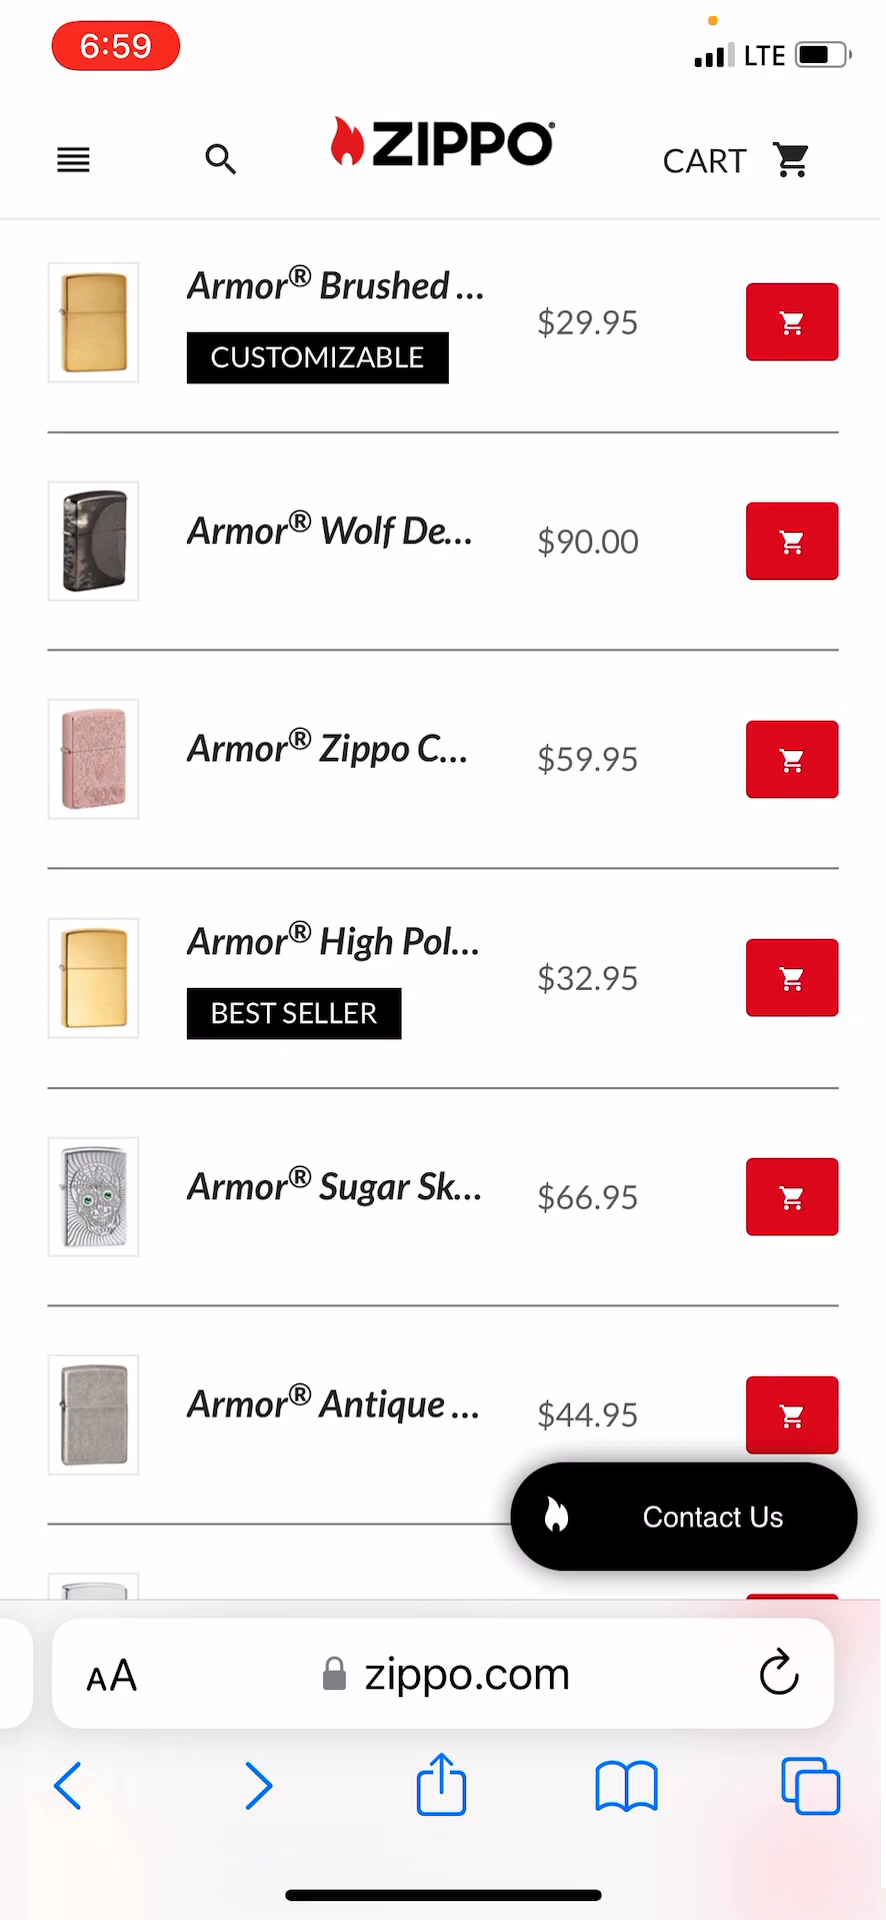 6:59
LTE
ZIPPO®
CART
Armor® Brushed ...
CUSTOMIZABLE
$29.95
Armor® Wolf De...
$90.00
Armor® Zippo C...
$59.95
Armor® High Pol...
BEST SELLER
$32.95
Armor® Sugar Sk...
$66.95
Armor® Antique ...
$44.95
Contact Us
AA
zippo.com